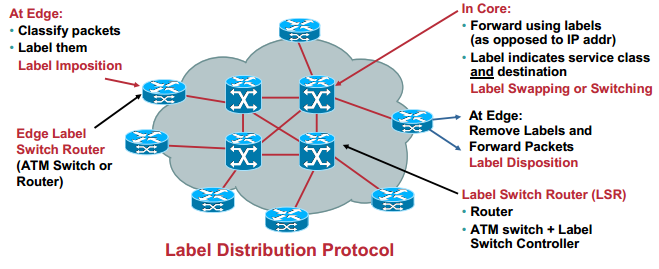 At Edge:
• Classify packets
• Label them
Label Imposition
Edge Label
Switch Router
(ATM Switch or
Router)
In Core:
• Forward using labels
(as opposed to IP addr)
• Label indicates service class
and destination
Label Swapping or Switching
At Edge:
Remove Labels and
Forward Packets
Label Disposition
Label Switch Router (LSR)
• Router
• ATM switch + Label
Switch Controller
Label Distribution Protocol